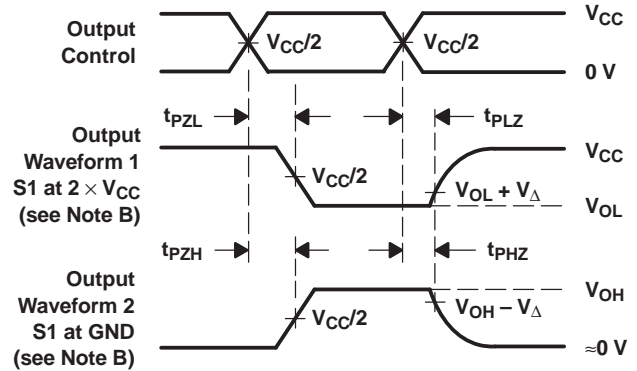 Output
Control
V_CC/2
V_CC/2
V_CC
0 V
t_PZL
t_PLZ
Output
Waveform 1
S1 at 2 × V_CC
(see Note B)
V_CC/2
V_CC
V_OL + V_Δ
V_OL
t_PZH
t_PHZ
Output
Waveform 2
S1 at GND
(see Note B)
V_CC/2
V_OH
V_OH – V_Δ
≈0 V